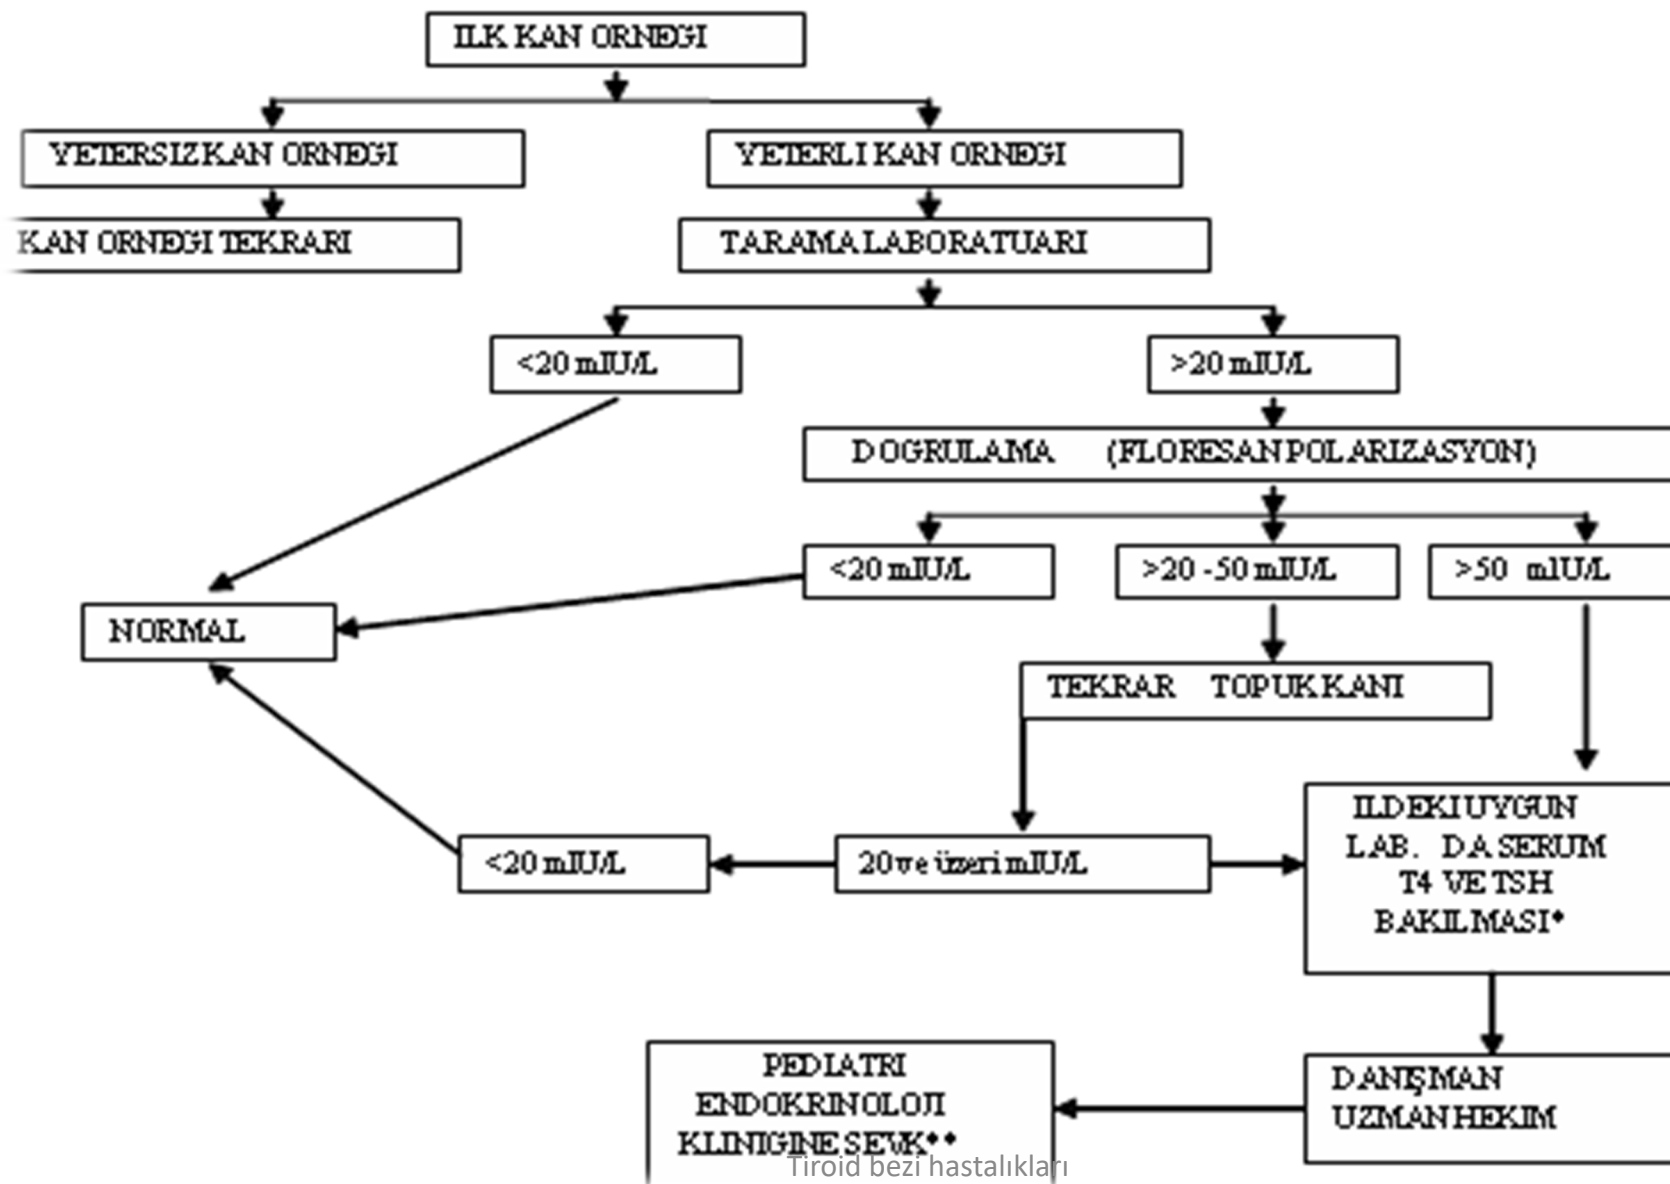 ILK KAN ORNEGI
YETERSIZ KAN ORNEGI
YETERLI KAN ORNEGI
KAN ORNEGI TEKRARI
TARAMA LABORATUARI
<20 mIU/L
>20 mIU/L
DOGRULAMA (FLORESAN POLARIZASYON)
<20 mIU/L
>20 -50 mIU/L
>50 mIU/L
NORMAL
TEKRAR TOPUK KANI
<20 mIU/L
20 ve üzeri mIU/L
ILDEKI UYGUN
LAB. DA SERUM
T4 VE TSH
BAKILMASI*
PEDIATRI
ENDOKRINOLOJI
KLINIGINE SEVK**
DANIŞMAN
UZMAN HEKIM
Tiroid bezi hastalıkları